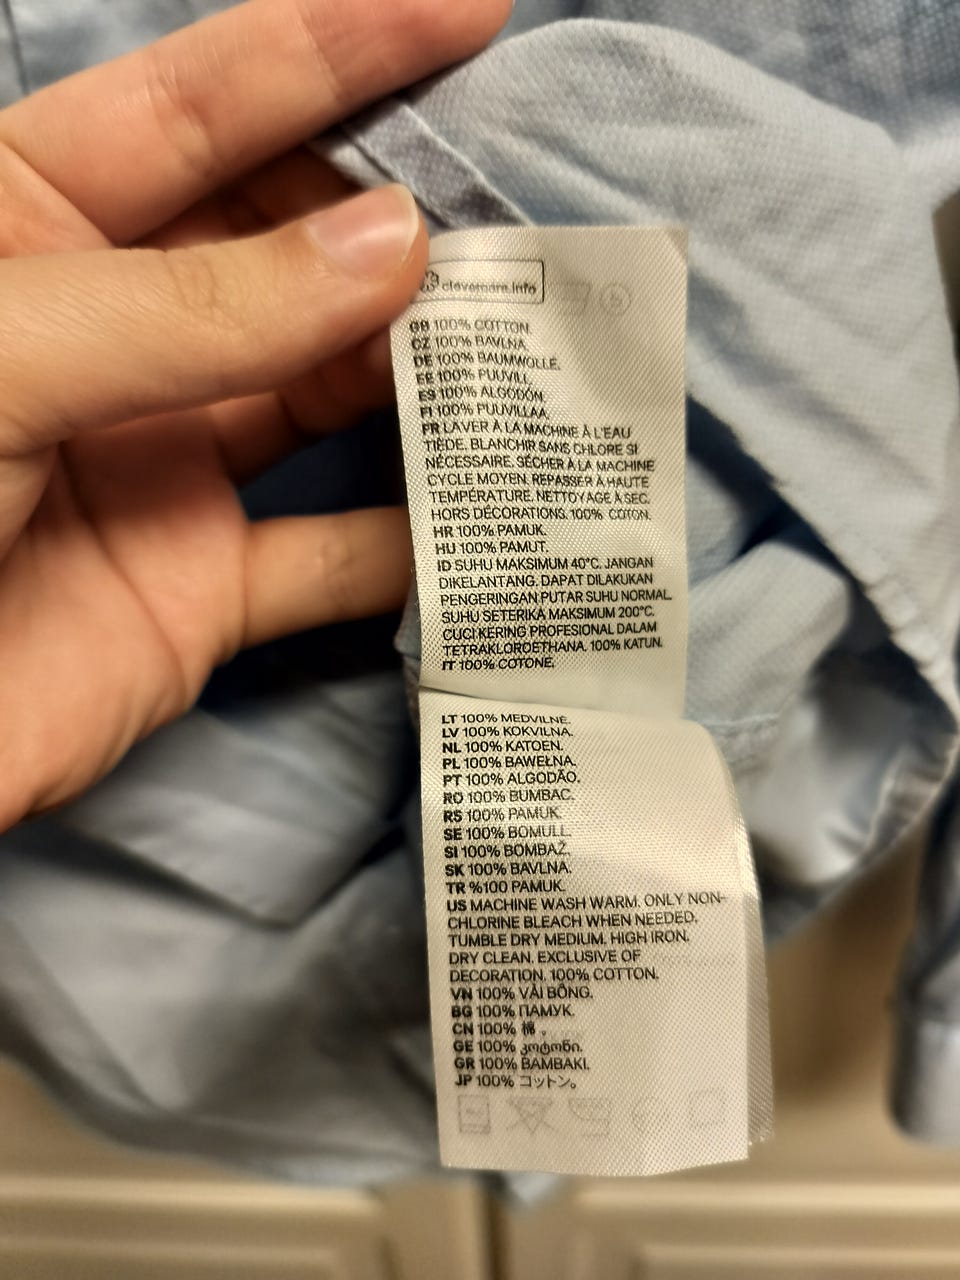 clevercare.info
GB 100% COTTON.
CZ 100% BAVLNA.
DE 100% BAUMWOLLE.
EE 100% PUUVILL.
ES 100% ALGODÓN.
FI 100% PUUVILLAA.
FR LAVER À LA MACHINE À L'EAU
TIÈDE. BLANCHIR SANS CHLORE SI
NÉCESSAIRE. SÉCHER À LA MACHINE
CYCLE MOYEN. REPASSER À HAUTE
TEMPÉRATURE. NETTOYAGE À SEC.
HORS DÉCORATIONS. 100% COTON.
HR 100% PAMUK.
HU 100% PAMUT.
ID SUHU MAKSIMUM 40°C. JANGAN
DIKELANTANG. DAPAT DILAKUKAN
PENGERINGAN PUTAR SUHU NORMAL.
SUHU SETERIKA MAKSIMUM 200°C.
CUCI KERING PROFESIONAL DALAM
TETRAKLOROETHANA. 100% KATUN.
IT 100% COTONE.
LT 100% MEDVILNĖ.
LV 100% KOKVILNA.
NL 100% KATOEN.
PL 100% BAWEŁNA.
PT 100% ALGODÃO.
RO 100% BUMBAC.
RS 100% PAMUK.
SE 100% BOMULL.
SI 100% BOMBAŽ.
SK 100% BAVLNA.
TR %100 PAMUK.
US MACHINE WASH WARM. ONLY NON-
CHLORINE BLEACH WHEN NEEDED.
TUMBLE DRY MEDIUM. HIGH IRON.
DRY CLEAN. EXCLUSIVE OF
DECORATION. 100% COTTON.
VN 100% VẢI BÔNG.
BG 100% ПАМУК.
CN 100% 棉 。
GE 100% კოტონი.
GR 100% ΒΑΜΒΑΚΙ.
JP 100% コットン。